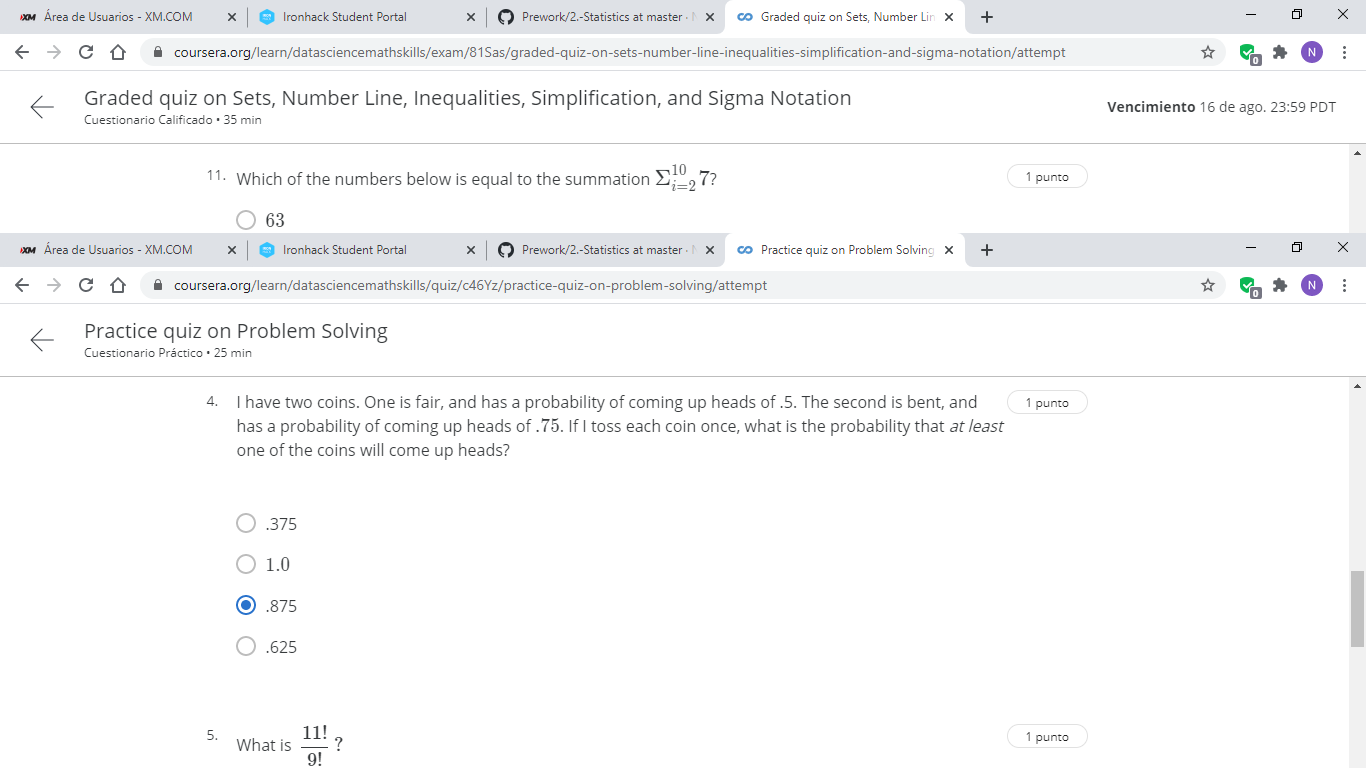 XM Área de Usuarios - XM.COM Ironhack Student Portal Prework/2.-Statistics at master · Graded quiz on Sets, Number Lin
coursera.org/learn/datasciencemathskills/exam/81Sas/graded-quiz-on-sets-number-line-inequalities-simplification-and-sigma-notation/attempt 0 N
Graded quiz on Sets, Number Line, Inequalities, Simplification, and Sigma Notation
Cuestionario Calificado • 35 min
Vencimiento 16 de ago. 23:59 PDT
11. Which of the numbers below is equal to the summation Σ_{i=2}^{10} 7? 1 punto
63
XM Área de Usuarios - XM.COM Ironhack Student Portal Prework/2.-Statistics at master · Practice quiz on Problem Solving
coursera.org/learn/datasciencemathskills/quiz/c46Yz/practice-quiz-on-problem-solving/attempt 0 N
Practice quiz on Problem Solving
Cuestionario Práctico • 25 min
4. I have two coins. One is fair, and has a probability of coming up heads of .5. The second is bent, and 1 punto
has a probability of coming up heads of .75. If I toss each coin once, what is the probability that at least
one of the coins will come up heads?
.375
1.0
.875
.625
5. What is 11!/9! ? 1 punto